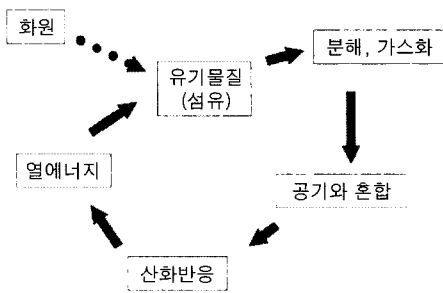 화원
유기물질
(섬유)
분해, 가스화
공기와 혼합
산화반응
열에너지